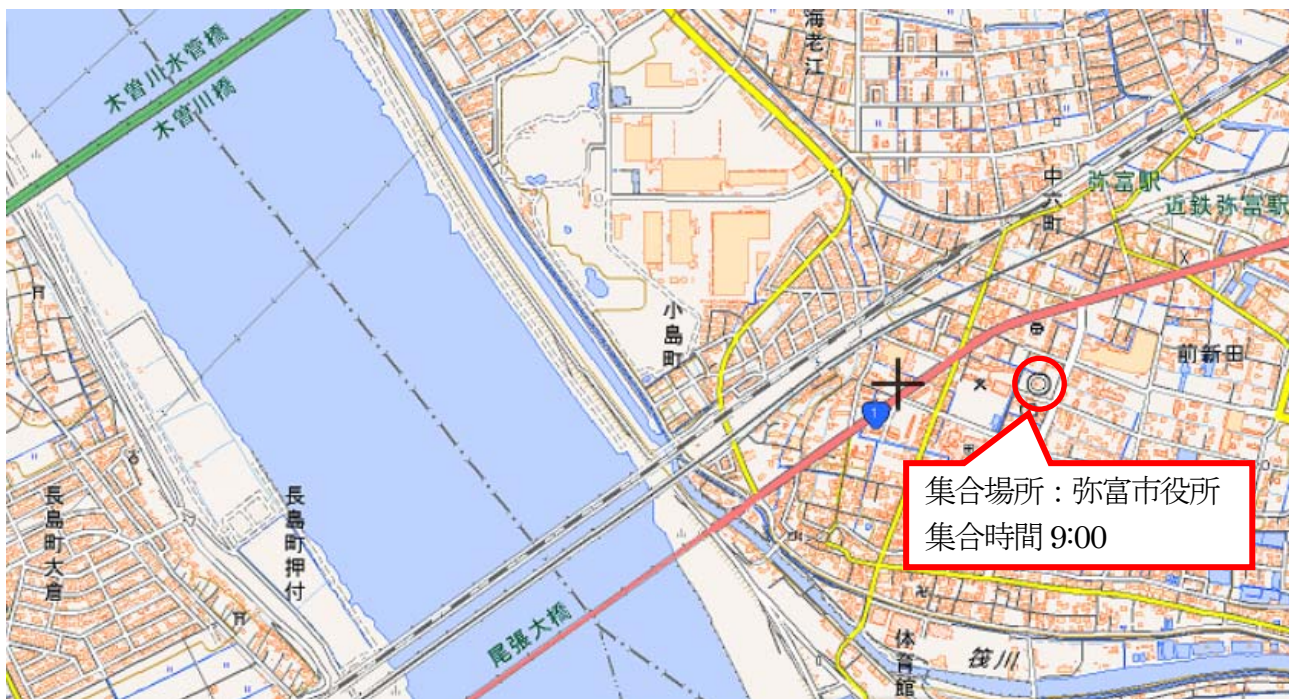 海老江
木曽川水管橋
木曽川橋
中六町
弥富駅
近鉄弥富駅
小島町
前新田
1
集合場所：弥富市役所
集合時間 9:00
長島町大倉
長島町押付
尾張大橋
体育館
筏川